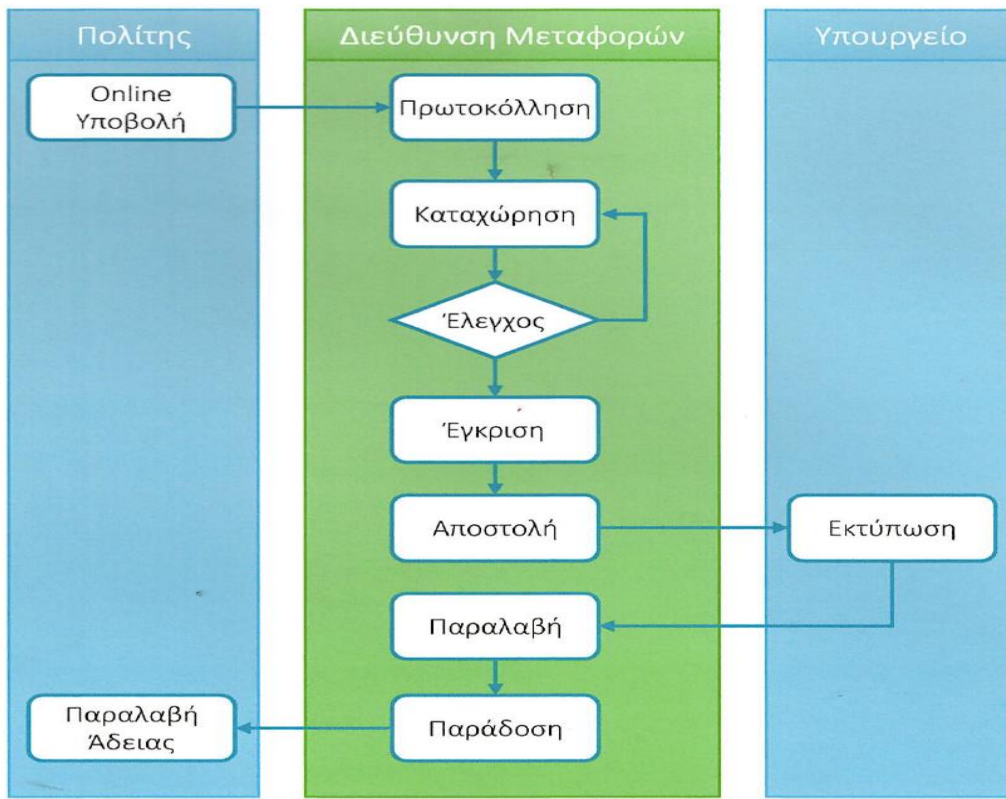 Πολίτης
Διεύθυνση Μεταφορών
Υπουργείο
Online
Υποβολή
Πρωτοκόλληση
Καταχώρηση
Έλεγχος
Έγκριση
Αποστολή
Εκτύπωση
Παραλαβή
Παράδοση
Παραλαβή
Άδειας